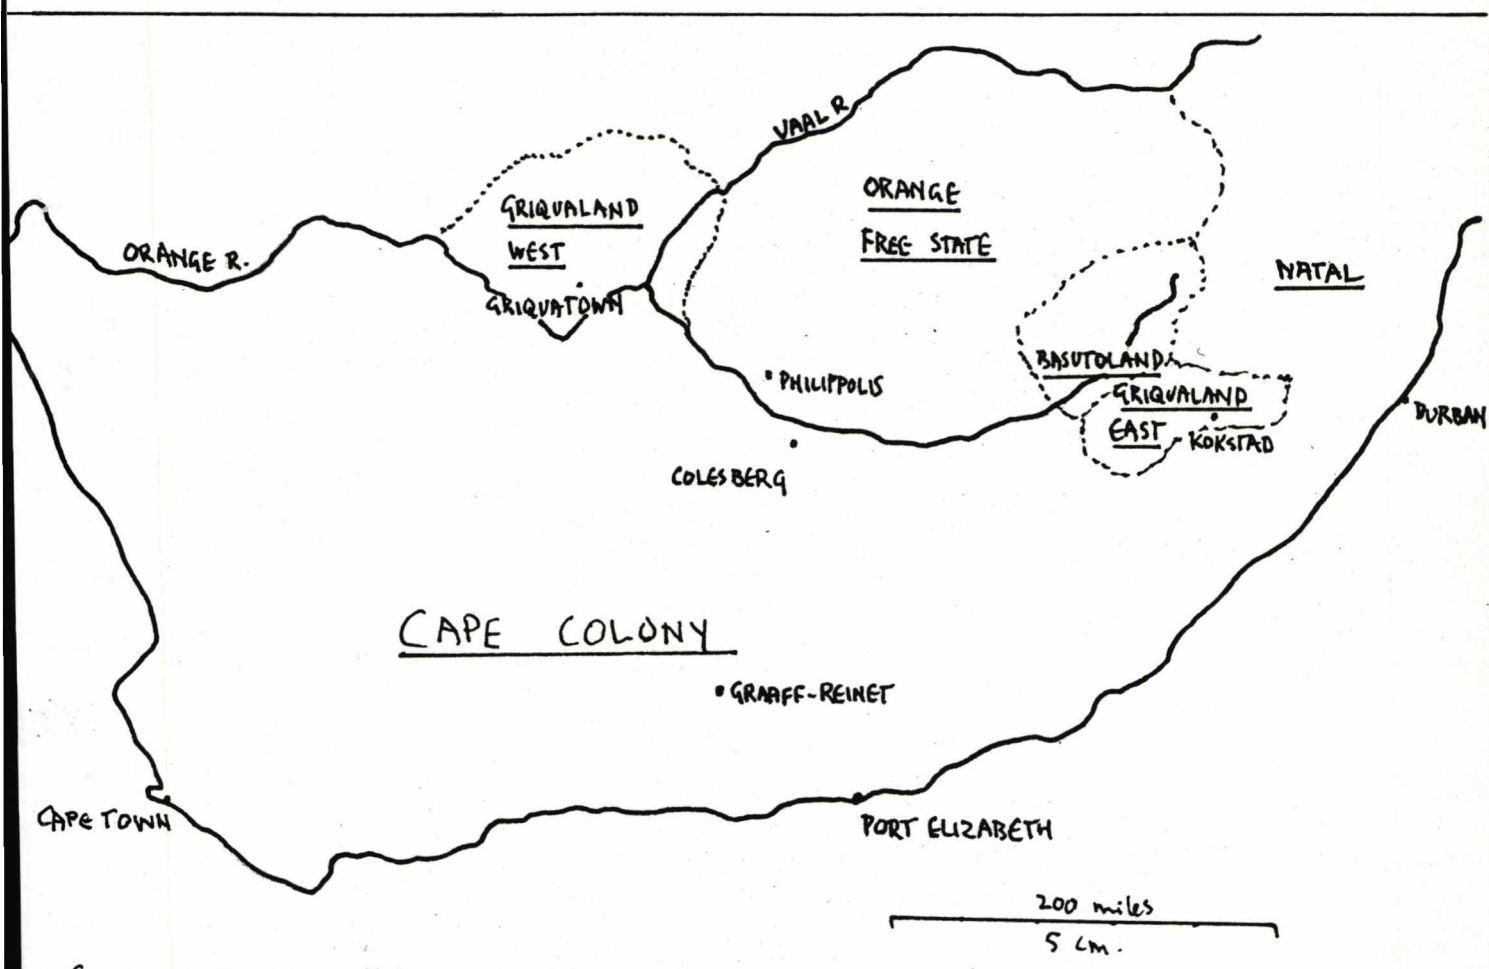 VAAL R
ORANGE
FREE STATE
GRIQUALAND
WEST
ORANGE R.
GRIQUATOWN
NATAL
BASUTOLAND
GRIQUALAND
EAST
KOKSTAD
DURBAN
PHILIPPOLIS
COLESBERG
CAPE COLONY
GRAAFF-REINET
CAPE TOWN
PORT ELIZABETH
200 miles
5 cm.